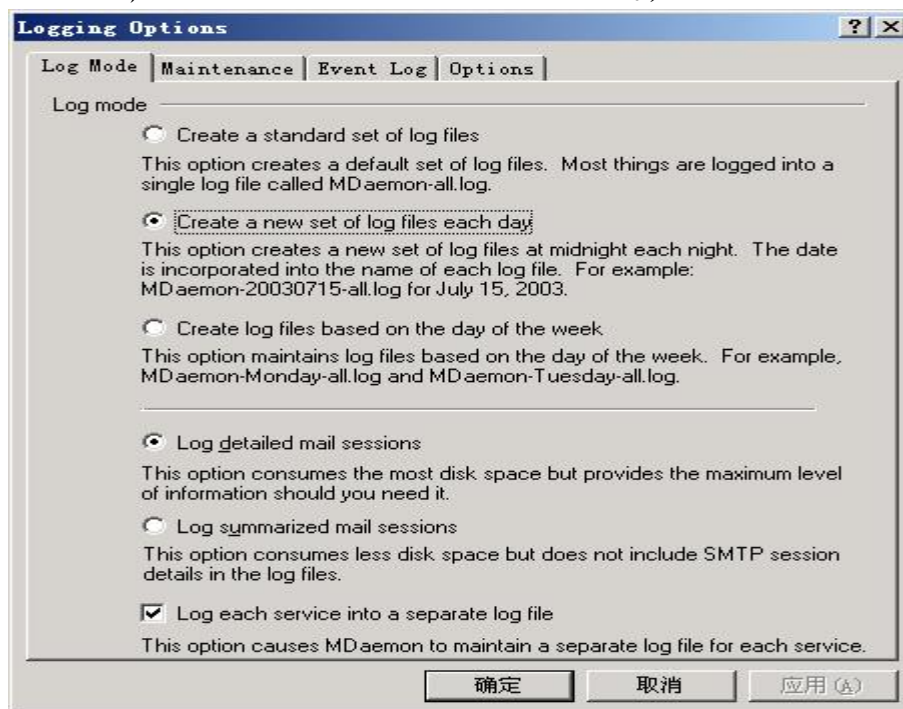 Logging Options
Log Mode Maintenance Event Log Options
Log mode
Create a standard set of log files
This option creates a default set of log files. Most things are logged into a
single log file called MDaemon-all.log.
Create a new set of log files each day
This option creates a new set of log files at midnight each night. The date
is incorporated into the name of each log file. For example:
MDaemon-20030715-all.log for July 15, 2003.
Create log files based on the day of the week
This option maintains log files based on the day of the week. For example,
MDaemon-Monday-all.log and MDaemon-Tuesday-all.log.
Log detailed mail sessions
This option consumes the most disk space but provides the maximum level
of information should you need it.
Log summarized mail sessions
This option consumes less disk space but does not include SMTP session
details in the log files.
Log each service into a separate log file
This option causes MDaemon to maintain a separate log file for each service.
确定 取消 应用(A)